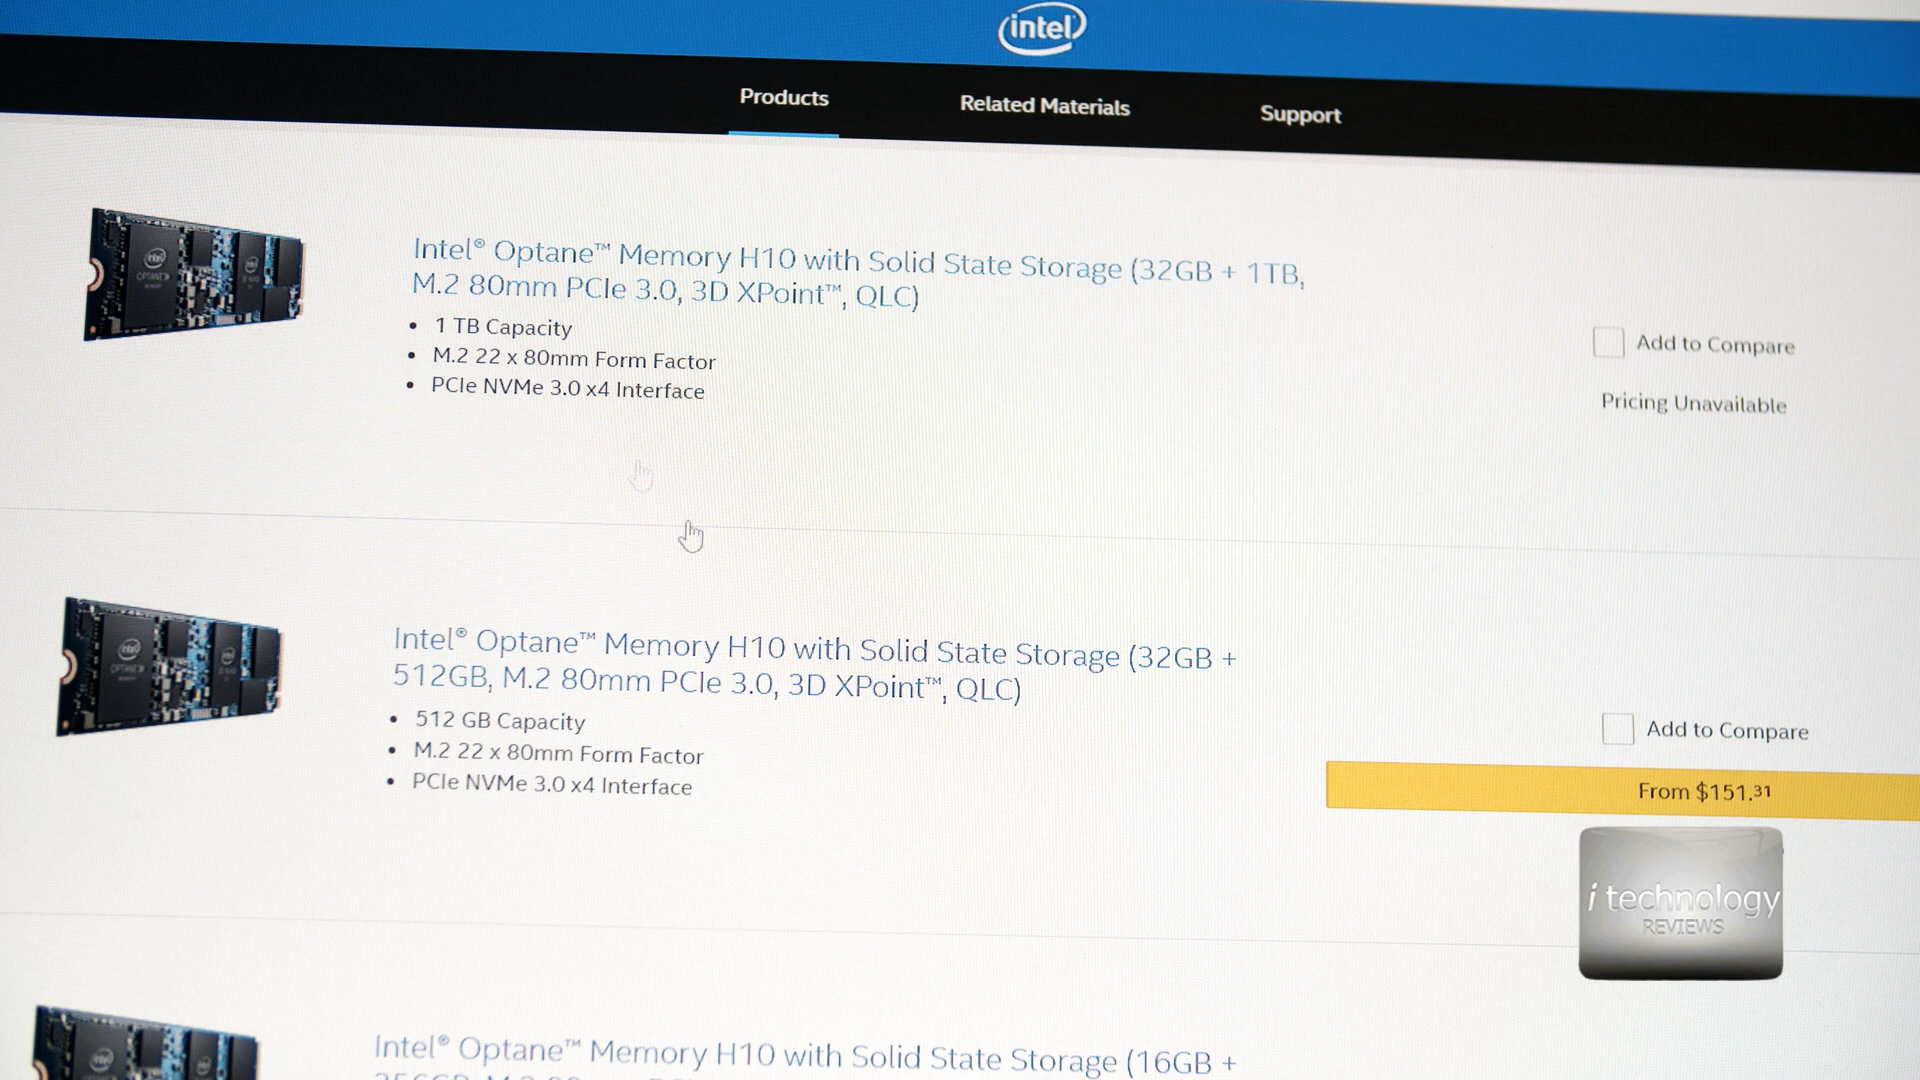 intel
Products
Related Materials
Support
Intel® Optane™ Memory H10 with Solid State Storage (32GB + 1TB,
M.2 80mm PCIe 3.0, 3D XPoint™, QLC)
• 1 TB Capacity
• M.2 22 x 80mm Form Factor
• PCIe NVMe 3.0 x4 Interface
Add to Compare
Pricing Unavailable
intel
OPTANE
Intel® Optane™ Memory H10 with Solid State Storage (32GB +
512GB, M.2 80mm PCIe 3.0, 3D XPoint™, QLC)
• 512 GB Capacity
• M.2 22 x 80mm Form Factor
• PCIe NVMe 3.0 x4 Interface
Add to Compare
From $151.31
intel
OPTANE
i technology
REVIEWS
Intel® Optane™ Memory H10 with Solid State Storage (16GB +